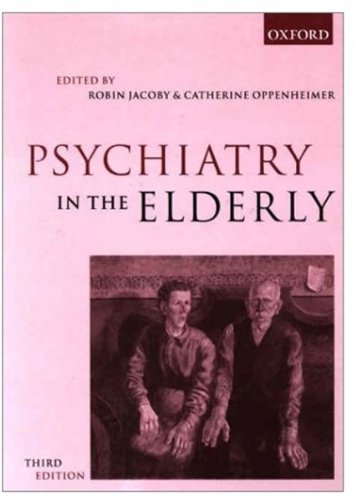 OXFORD
EDITED BY
ROBIN JACOBY & CATHERINE OPPENHEIMER
PSYCHIATRY
IN THE ELDERLY
THIRD
EDITION